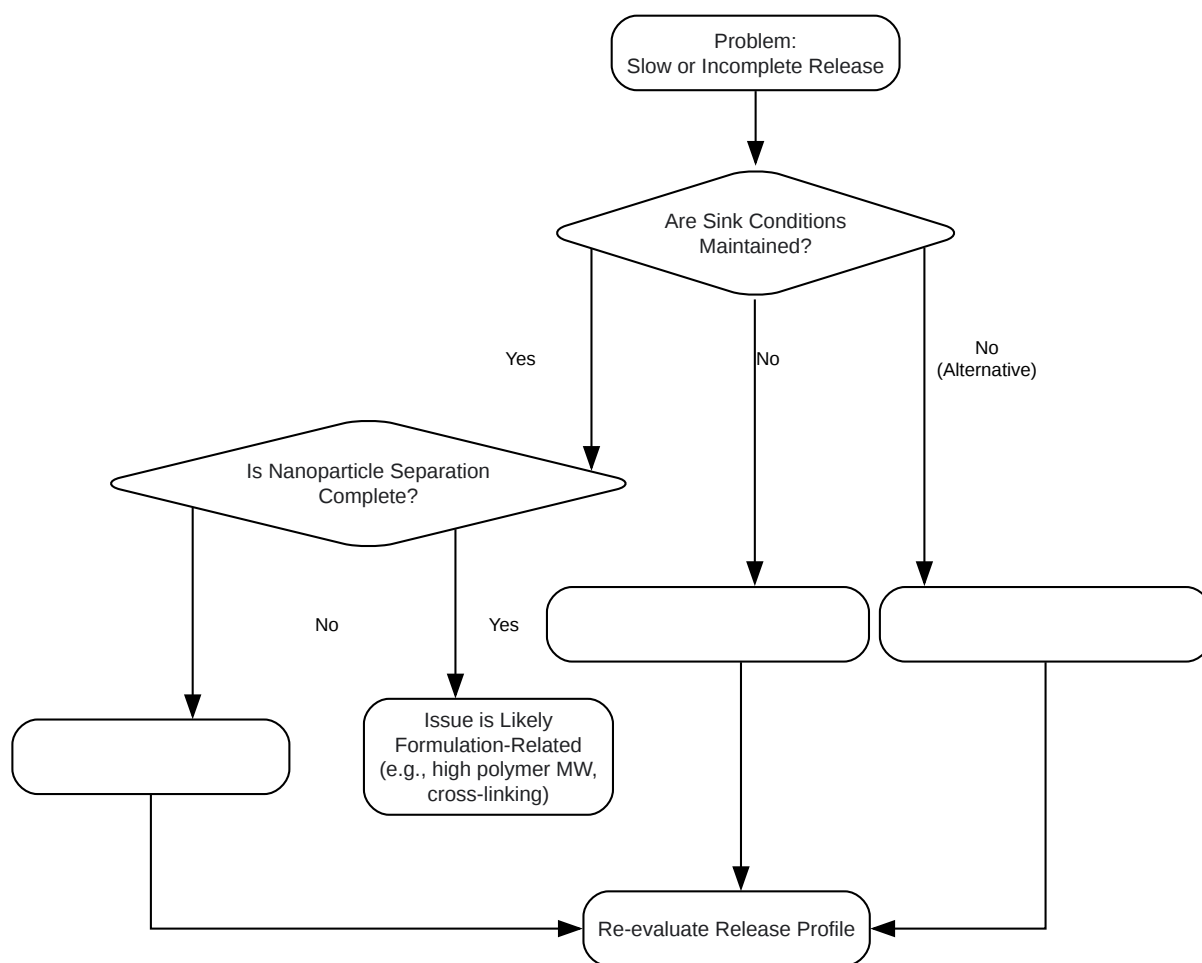 Problem:
Slow or Incomplete Release
Are Sink Conditions
Maintained?
Yes
No
No
(Alternative)
Is Nanoparticle Separation
Complete?
No
Yes
Issue is Likely
Formulation-Related
(e.g., high polymer MW,
cross-linking)
Re-evaluate Release Profile